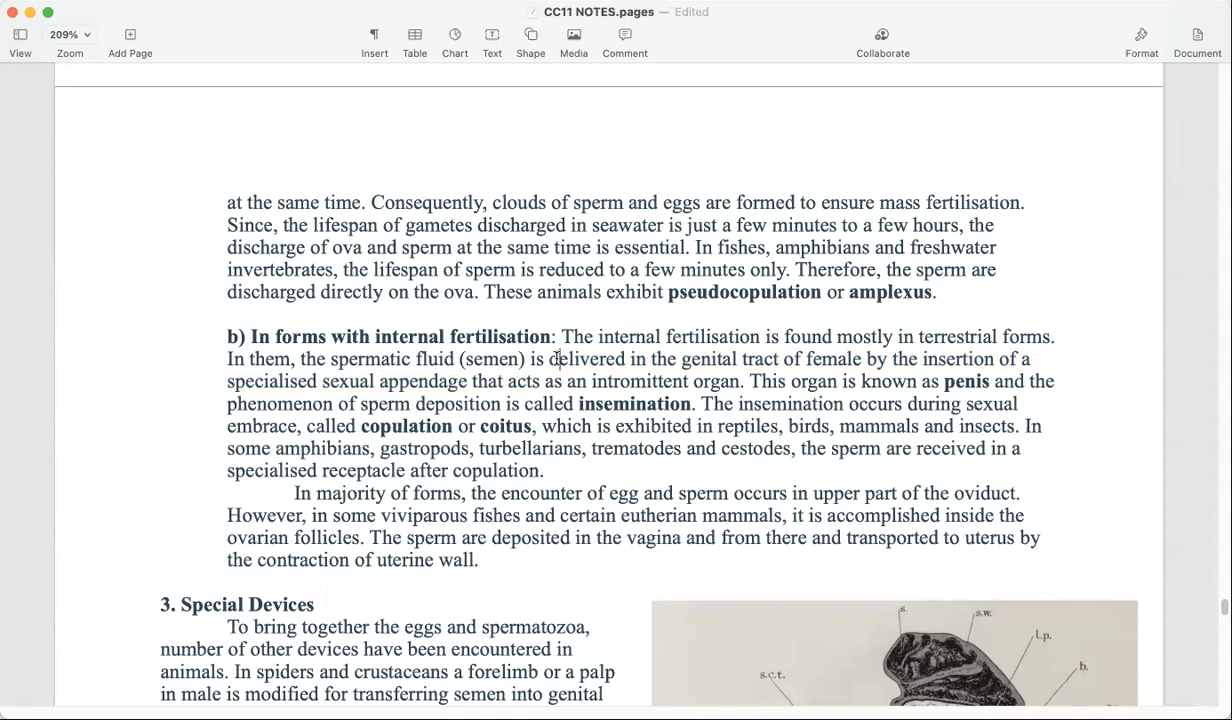 CC11 NOTES.pages — Edited
209%
View Zoom Add Page Insert Table Chart Text Shape Media Comment Collaborate Format Document
at the same time. Consequently, clouds of sperm and eggs are formed to ensure mass fertilisation.
Since, the lifespan of gametes discharged in seawater is just a few minutes to a few hours, the
discharge of ova and sperm at the same time is essential. In fishes, amphibians and freshwater
invertebrates, the lifespan of sperm is reduced to a few minutes only. Therefore, the sperm are
discharged directly on the ova. These animals exhibit pseudocopulation or amplexus.
b) In forms with internal fertilisation: The internal fertilisation is found mostly in terrestrial forms.
In them, the spermatic fluid (semen) is delivered in the genital tract of female by the insertion of a
specialised sexual appendage that acts as an intromittent organ. This organ is known as penis and the
phenomenon of sperm deposition is called insemination. The insemination occurs during sexual
embrace, called copulation or coitus, which is exhibited in reptiles, birds, mammals and insects. In
some amphibians, gastropods, turbellarians, trematodes and cestodes, the sperm are received in a
specialised receptacle after copulation.
In majority of forms, the encounter of egg and sperm occurs in upper part of the oviduct.
However, in some viviparous fishes and certain eutherian mammals, it is accomplished inside the
ovarian follicles. The sperm are deposited in the vagina and from there and transported to uterus by
the contraction of uterine wall.
3. Special Devices
To bring together the eggs and spermatozoa,
number of other devices have been encountered in
animals. In spiders and crustaceans a forelimb or a palp
in male is modified for transferring semen into genital
s.
s.w.
l.p.
b.
s.c.t.